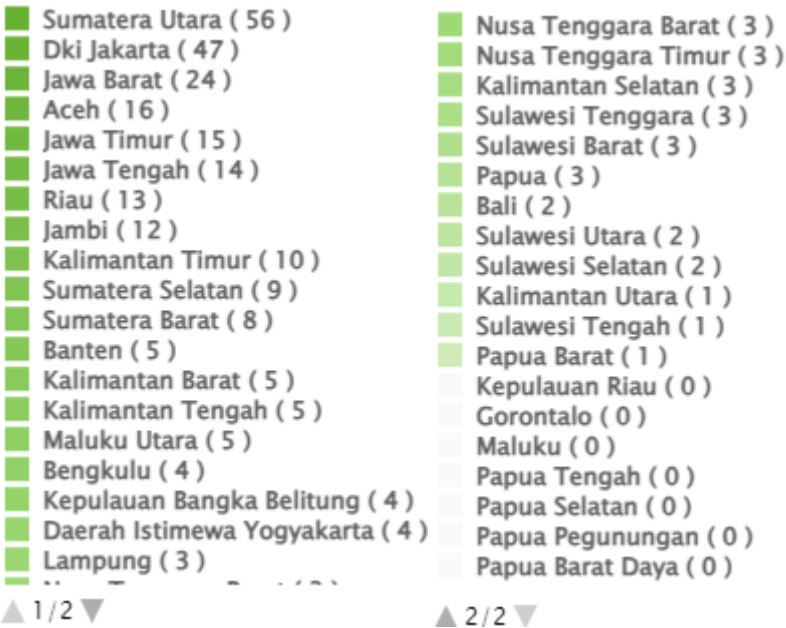 Sumatera Utara ( 56 )
Dki Jakarta ( 47 )
Jawa Barat ( 24 )
Aceh ( 16 )
Jawa Timur ( 15 )
Jawa Tengah ( 14 )
Riau ( 13 )
Jambi ( 12 )
Kalimantan Timur ( 10 )
Sumatera Selatan ( 9 )
Sumatera Barat ( 8 )
Banten ( 5 )
Kalimantan Barat ( 5 )
Kalimantan Tengah ( 5 )
Maluku Utara ( 5 )
Bengkulu ( 4 )
Kepulauan Bangka Belitung ( 4 )
Daerah Istimewa Yogyakarta ( 4 )
Lampung ( 3 )
1/2
Nusa Tenggara Barat ( 3 )
Nusa Tenggara Timur ( 3 )
Kalimantan Selatan ( 3 )
Sulawesi Tenggara ( 3 )
Sulawesi Barat ( 3 )
Papua ( 3 )
Bali ( 2 )
Sulawesi Utara ( 2 )
Sulawesi Selatan ( 2 )
Kalimantan Utara ( 1 )
Sulawesi Tengah ( 1 )
Papua Barat ( 1 )
Kepulauan Riau ( 0 )
Gorontalo ( 0 )
Maluku ( 0 )
Papua Tengah ( 0 )
Papua Selatan ( 0 )
Papua Pegunungan ( 0 )
Papua Barat Daya ( 0 )
2/2